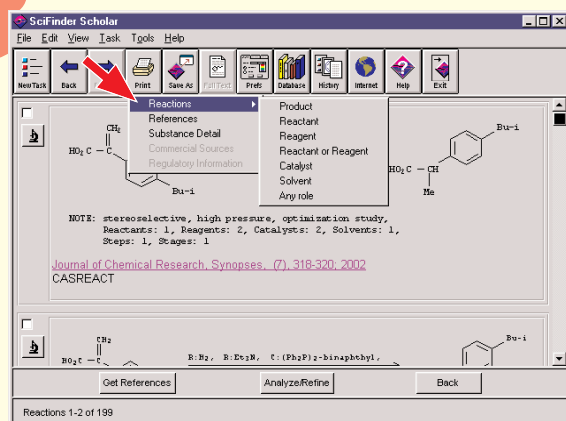 SciFinder Scholar
File Edit View Task Tools Help
New Task Back Print Save As Full Text Prefs Database History Internet Help Exit
Reactions
References
Substance Detail
Commercial Sources
Regulatory Information
Product
Reactant
Reagent
Reactant or Reagent
Catalyst
Solvent
Any role
CH2
HO2C - C
Bu-i
Bu-i
HO2C - CH
Me
NOTE: stereoselective, high pressure, optimization study,
Reactants: 1, Reagents: 2, Catalysts: 2, Solvents: 1,
Steps: 1, Stages: 1
Journal of Chemical Research, Synopses, (7), 318-320; 2002
CASREACT
CH2
HO2C - C
R:H2, R:Et3N, C:(Ph2P)2-binaphthyl,
Bu-i
Get References Analyze/Refine Back
Reactions 1-2 of 199